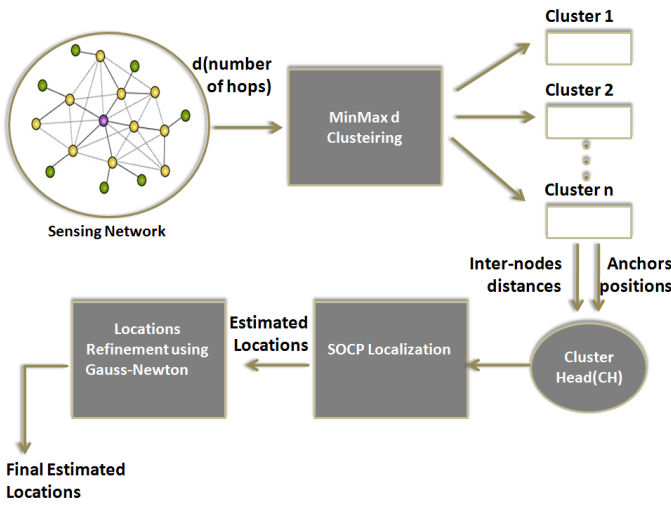 Cluster 1
d(number
of hops)
MinMax d
Clusteiring
Cluster 2
Cluster n
Sensing Network
Inter-nodes
distances
Anchors
positions
Locations
Refinement using
Gauss-Newton
Estimated
Locations
SOCP Localization
Cluster
Head(CH)
Final Estimated
Locations